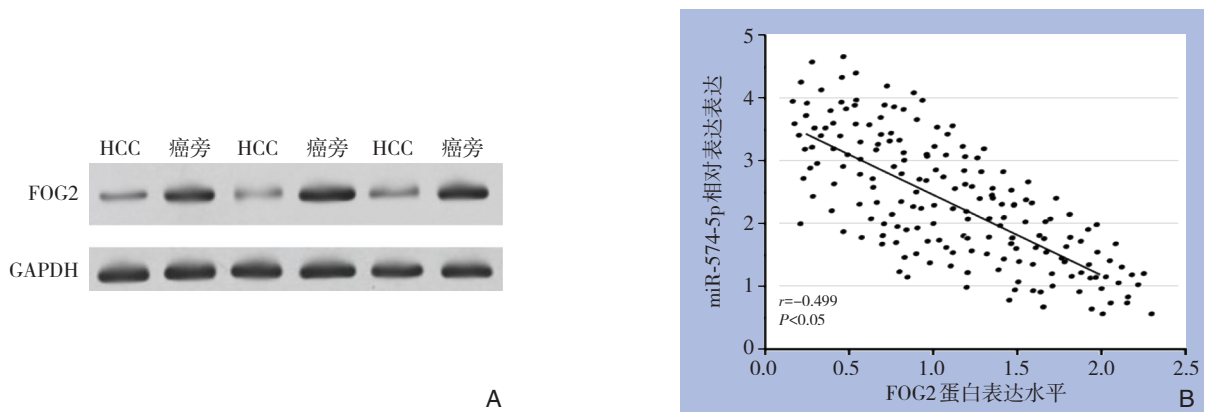 HCC 癌旁 HCC 癌旁 HCC 癌旁
FOG2
GAPDH
A
miR-574-5p相对表达表达
5
4
3
2
1
0
r=-0.499
P<0.05
0.0 0.5 1.0 1.5 2.0 2.5
FOG2蛋白表达水平
B